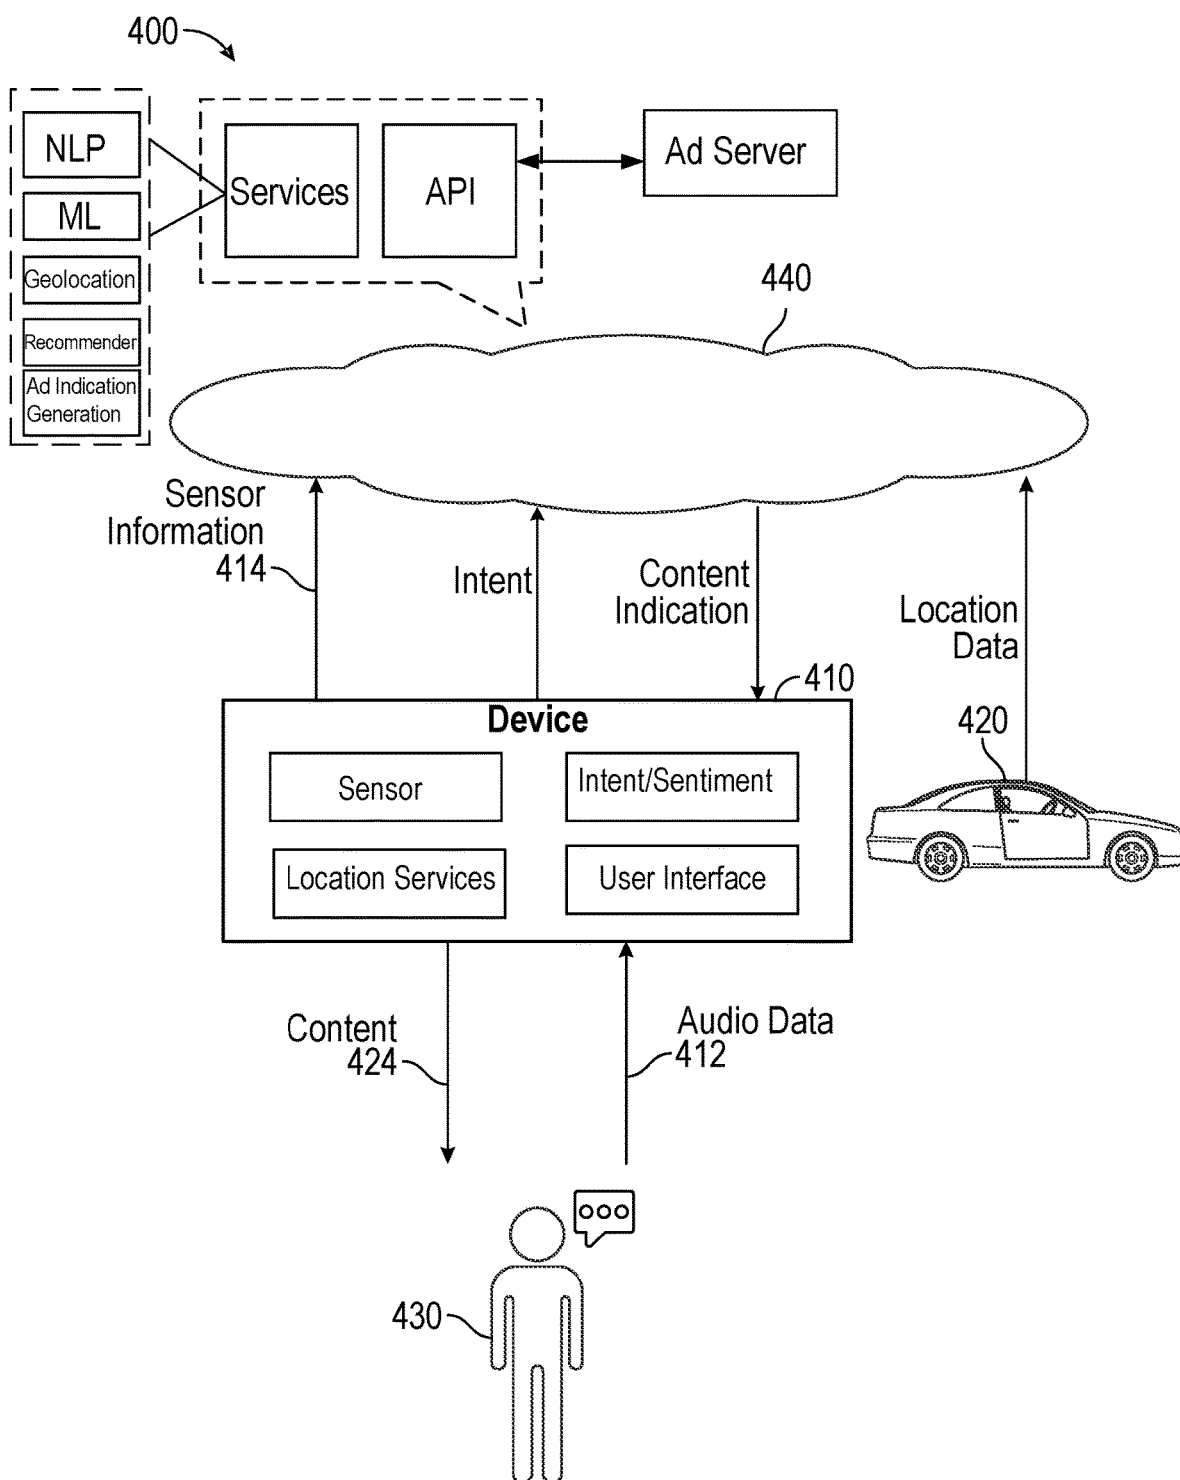 400
NLP
ML
Geolocation
Recommender
Ad Indication
Generation
Services
API
Ad Server
440
Sensor
Information
414
Intent
Content
Indication
Location
Data
410
420
Device
Sensor
Intent/Sentiment
Location Services
User Interface
Content
424
Audio Data
412
430